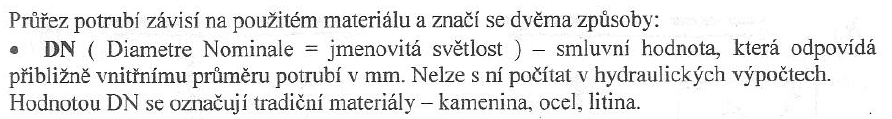 Průřez potrubí závisí na použitém materiálu a značí se dvěma způsoby:
• DN ( Diametre Nominale = jmenovitá světlost ) – smluvní hodnota, která odpovídá
přibližně vnitřnímu průměru potrubí v mm. Nelze s ní počítat v hydraulických výpočtech.
Hodnotou DN se označují tradiční materiály – kamenina, ocel, litina.